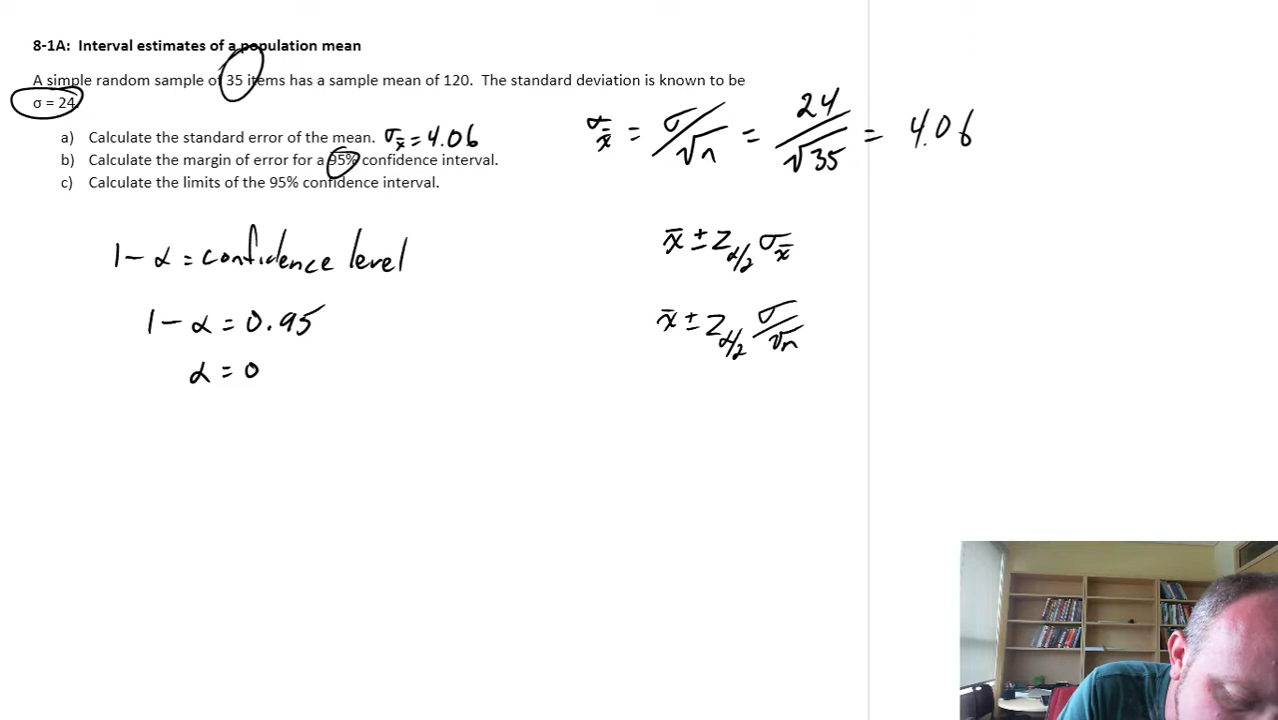 8-1A: Interval estimates of a population mean
A simple random sample of 35 items has a sample mean of 120. The standard deviation is known to be
σ = 24.
a) Calculate the standard error of the mean. σx̄ = 4.06
b) Calculate the margin of error for a 95% confidence interval.
c) Calculate the limits of the 95% confidence interval.
σx̄ = σ/√n = 24/√35 = 4.06
1 - α = confidence level
x̄ ± Zα/2 σx̄
1 - α = 0.95
x̄ ± Zα/2 σ/√n
α = 0